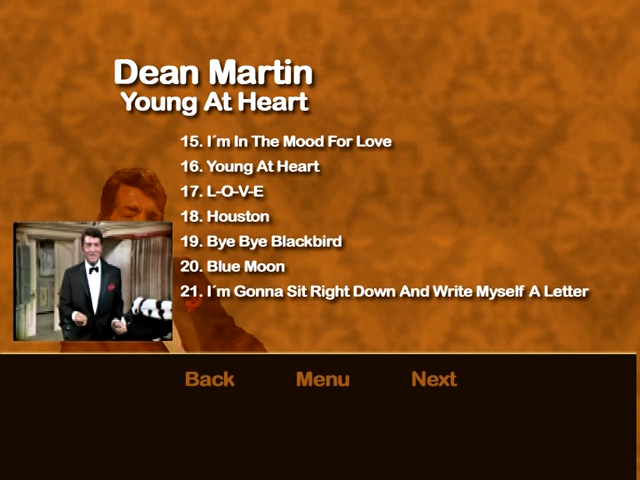 Dean Martin
Young At Heart
15. I´m In The Mood For Love
16. Young At Heart
17. L-O-V-E
18. Houston
19. Bye Bye Blackbird
20. Blue Moon
21. I´m Gonna Sit Right Down And Write Myself A Letter
Back Menu Next